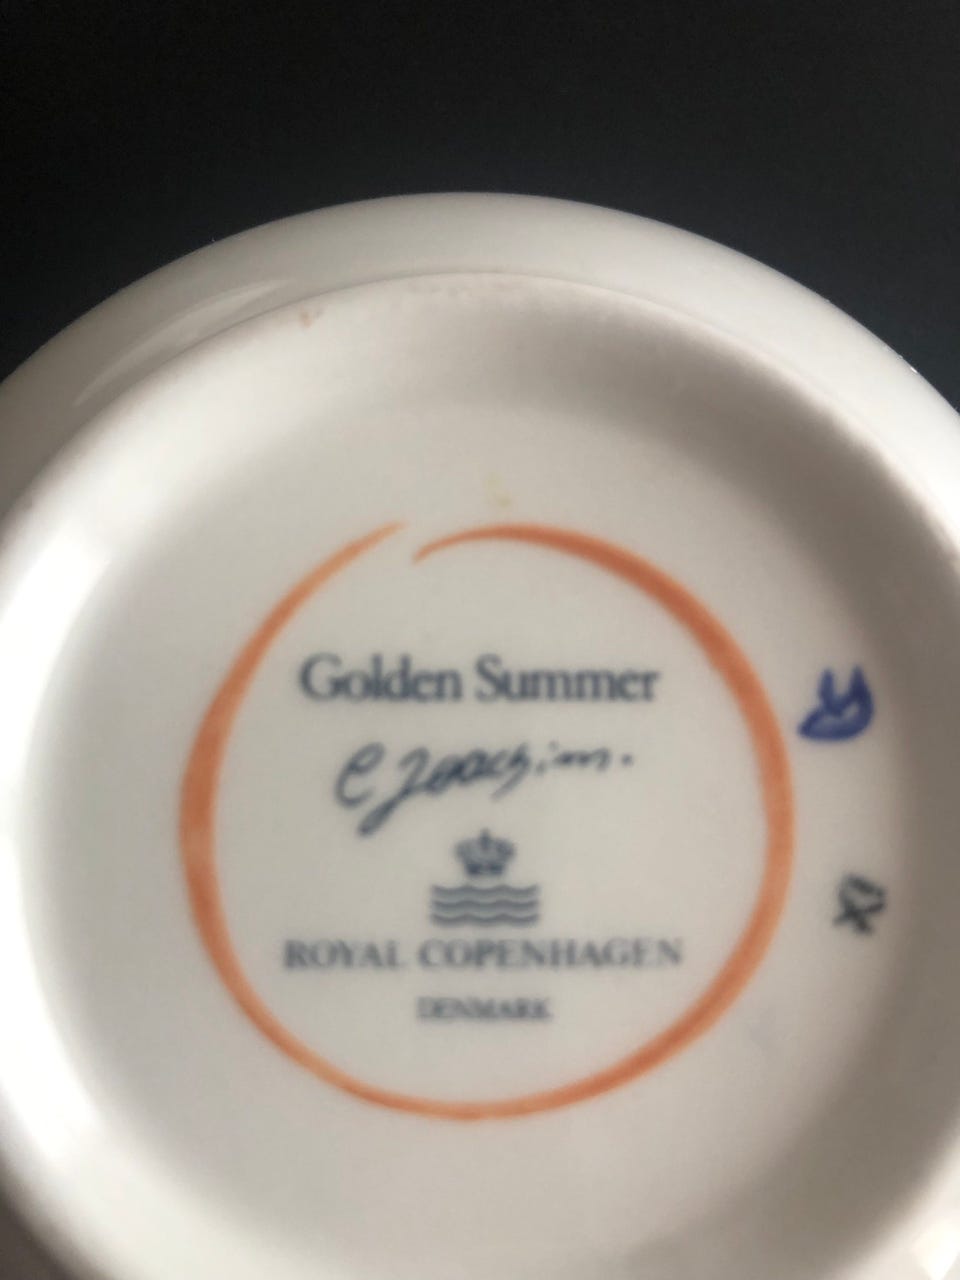 Golden Summer
C Joachim.
ROYAL COPENHAGEN
DENMARK